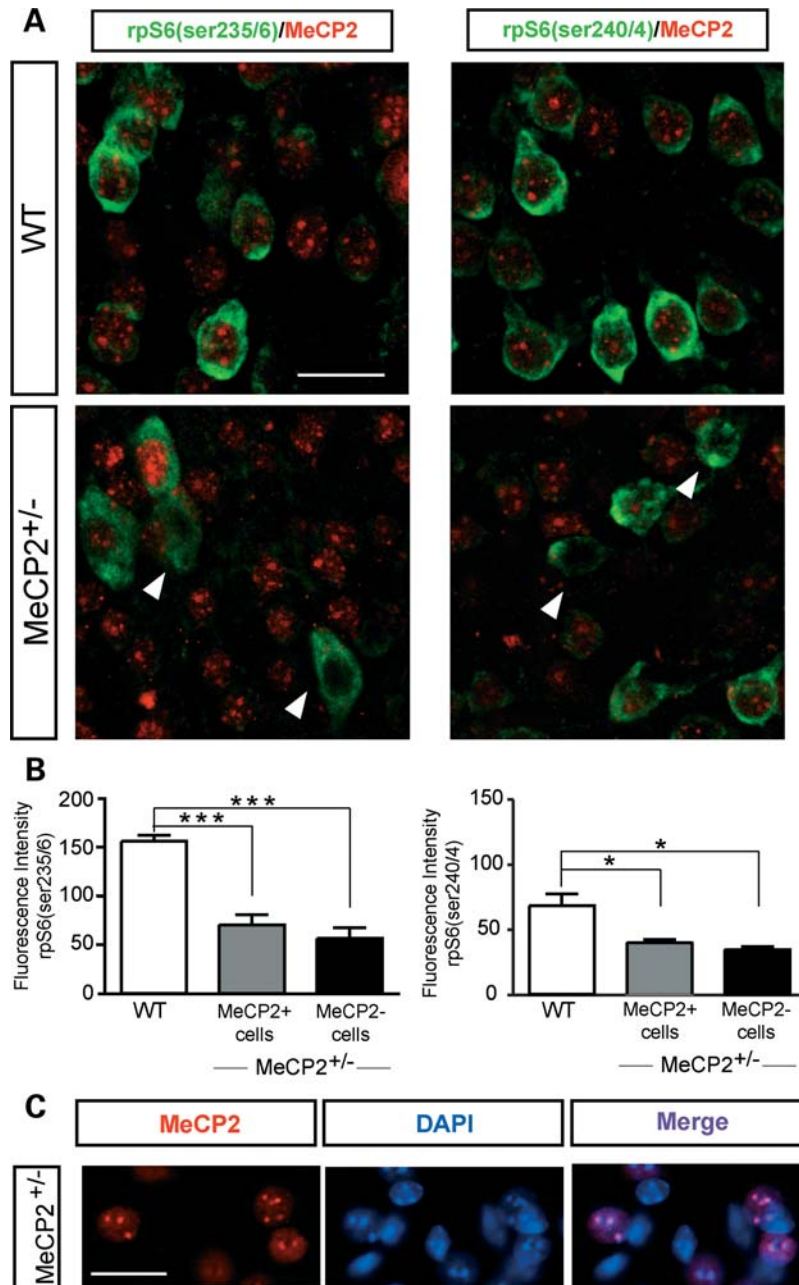 A
rpS6(ser235/6)/MeCP2
rpS6(ser240/4)/MeCP2
WT
MeCP2+/-
B
Fluorescence Intensity
rpS6(ser235/6)
200
150
100
50
0
***
***
WT
MeCP2+
cells
MeCP2-
cells
MeCP2+/-
Fluorescence Intensity
rpS6(ser240/4)
150
100
50
0
*
*
WT
MeCP2+
cells
MeCP2-
cells
MeCP2+/-
C
MeCP2
DAPI
Merge
MeCP2+/-